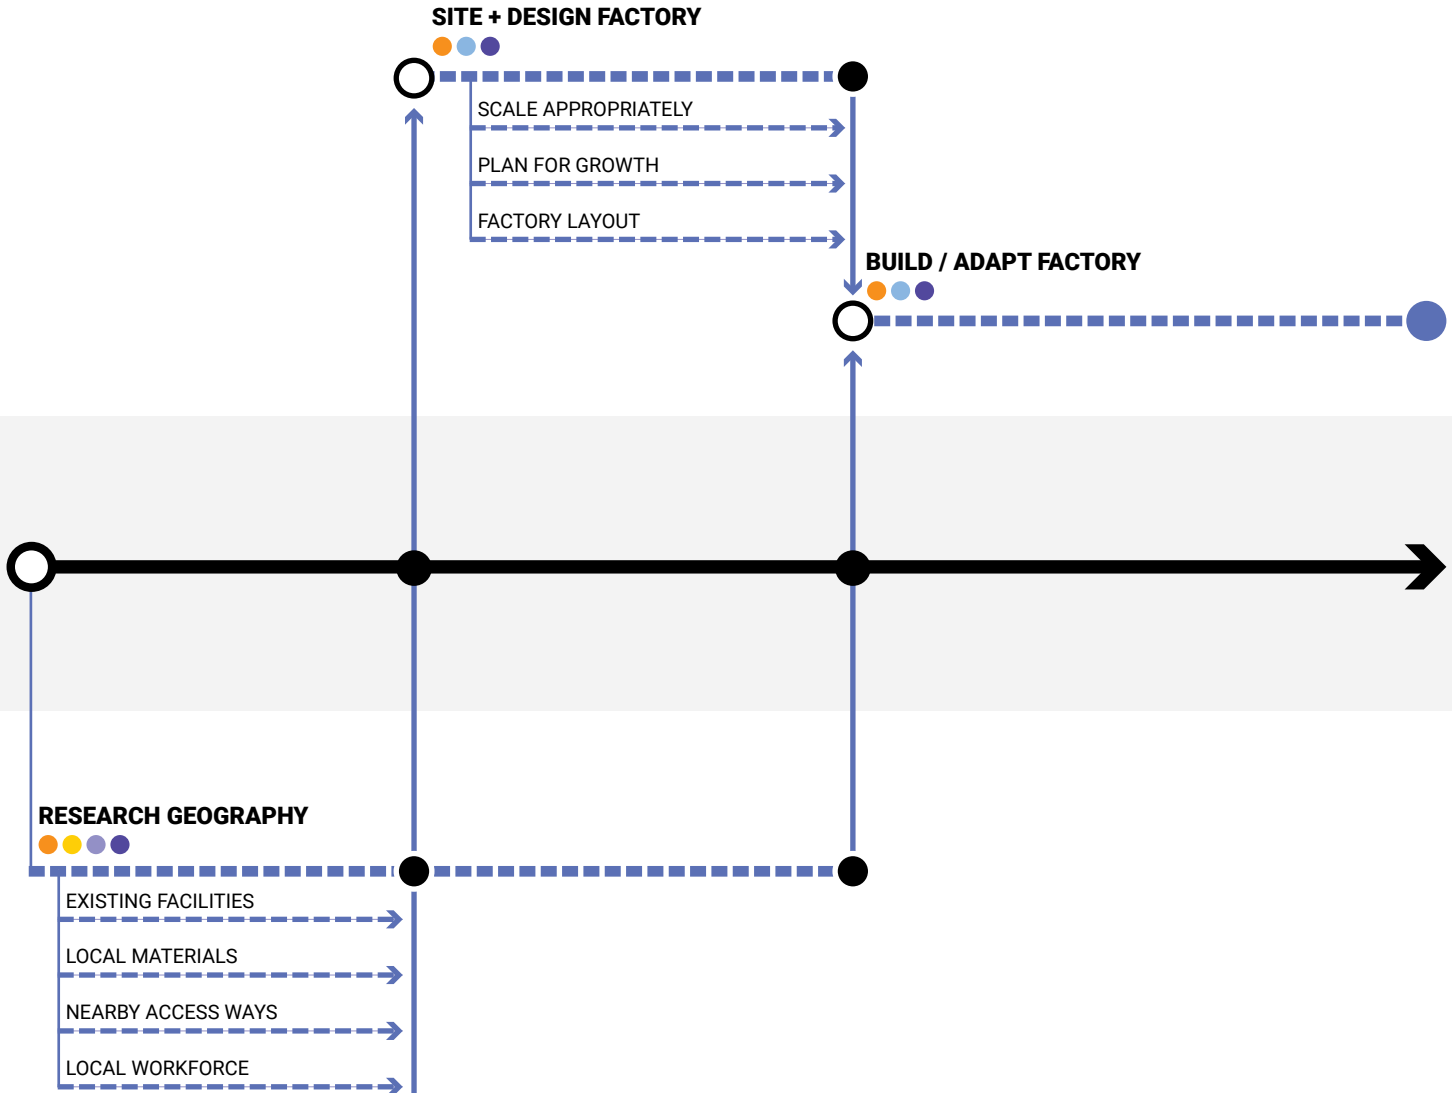 SITE + DESIGN FACTORY
SCALE APPROPRIATELY
PLAN FOR GROWTH
FACTORY LAYOUT
BUILD / ADAPT FACTORY
RESEARCH GEOGRAPHY
EXISTING FACILITIES
LOCAL MATERIALS
NEARBY ACCESS WAYS
LOCAL WORKFORCE